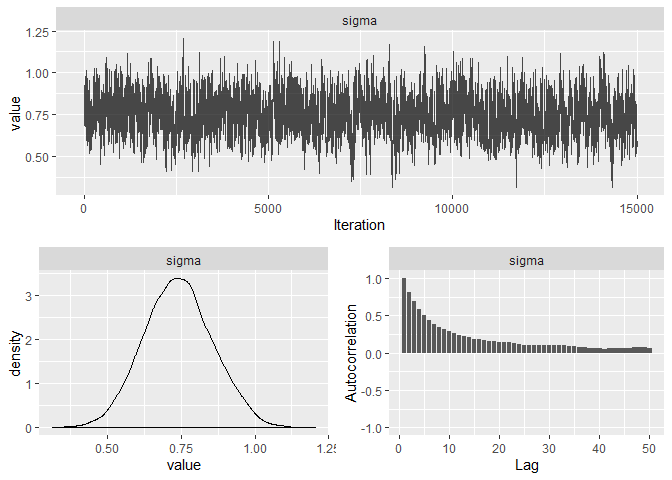 sigma
1.25
1.00
0.75
0.50
value
0 5000 10000 15000
Iteration
sigma
3
2
1
0
density
0.50 0.75 1.00 1.25
value
sigma
1.0
0.5
0.0
-0.5
-1.0
Autocorrelation
0 10 20 30 40 50
Lag